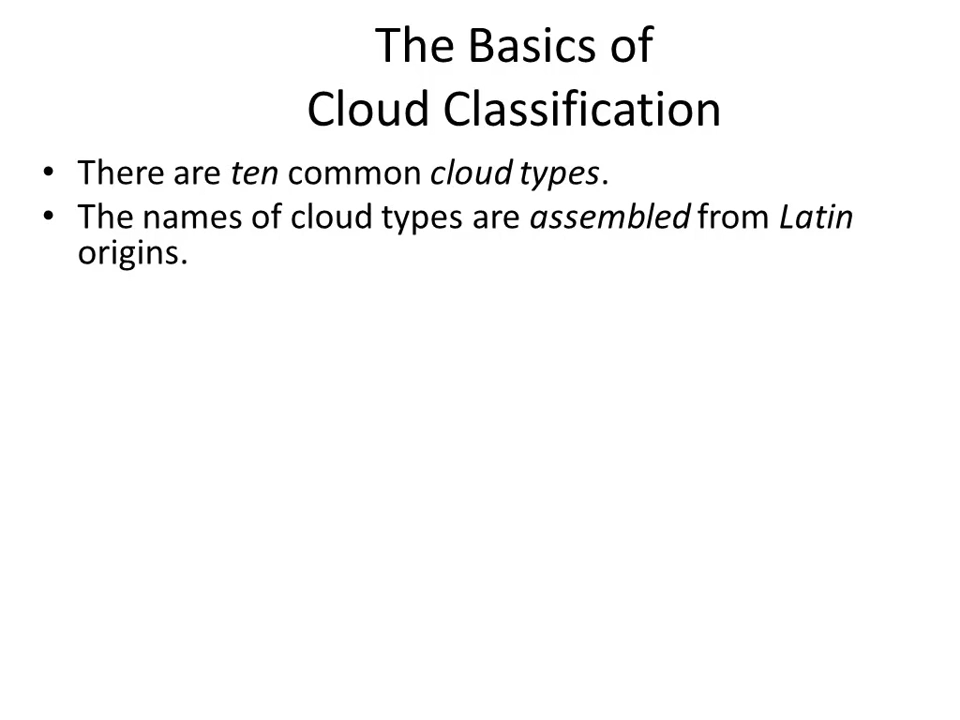 The Basics of
Cloud Classification
• There are ten common cloud types.
• The names of cloud types are assembled from Latin
origins.